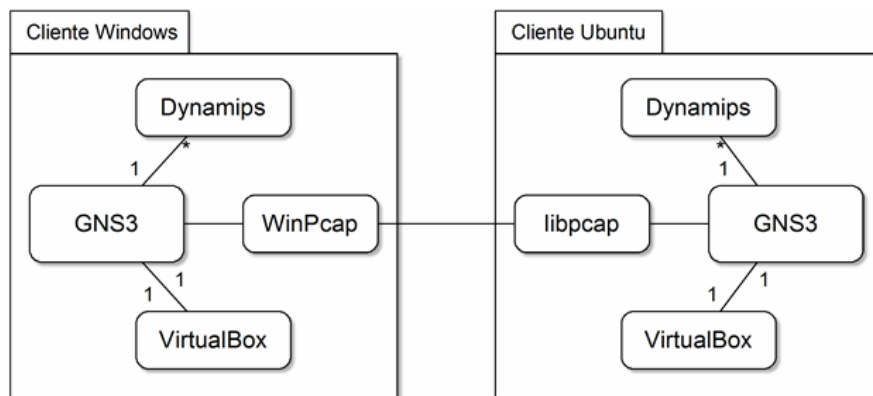 Cliente Windows
Cliente Ubuntu
Dynamips
Dynamips
*
*
1
1
GNS3
WinPcap
libpcap
GNS3
1
1
1
1
VirtualBox
VirtualBox